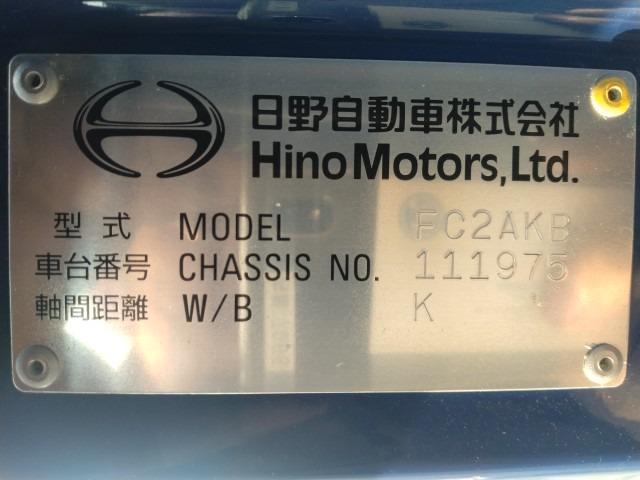 日野自動車株式会社
Hino Motors, Ltd.
型式 MODEL FC2AKB
車台番号 CHASSIS NO. 111975
軸間距離 W/B K